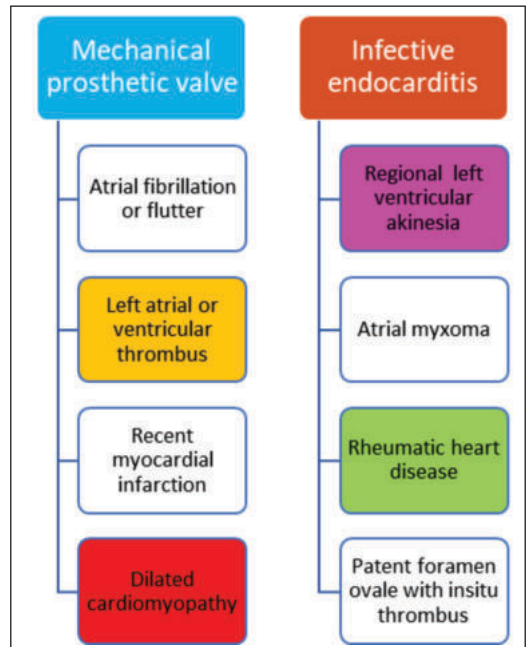 Mechanical
prosthetic valve
Atrial fibrillation
or flutter
Left atrial or
ventricular
thrombus
Recent
myocardial
infarction
Dilated
cardiomyopathy
Infective
endocarditis
Regional left
ventricular
akinesia
Atrial myxoma
Rheumatic heart
disease
Patent foramen
ovale with insitu
thrombus